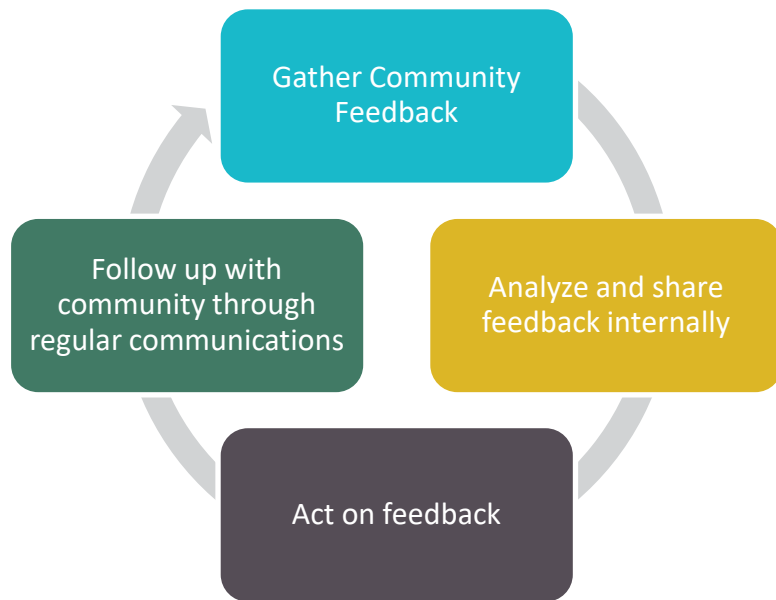 Gather Community
Feedback
Analyze and share
feedback internally
Act on feedback
Follow up with
community through
regular communications